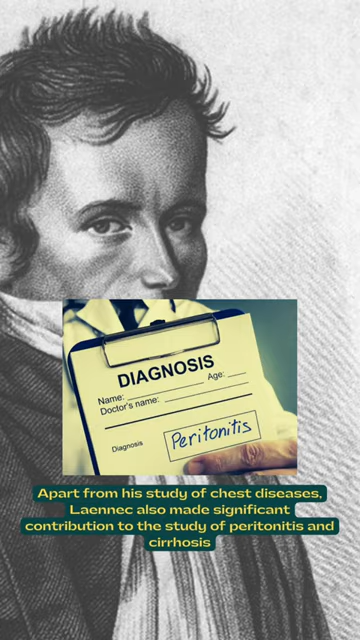 DIAGNOSIS
Name: Age:
Doctor's name:
Diagnosis Peritonitis
Apart from his study of chest diseases,
Laennec also made significant
contribution to the study of peritonitis and
cirrhosis